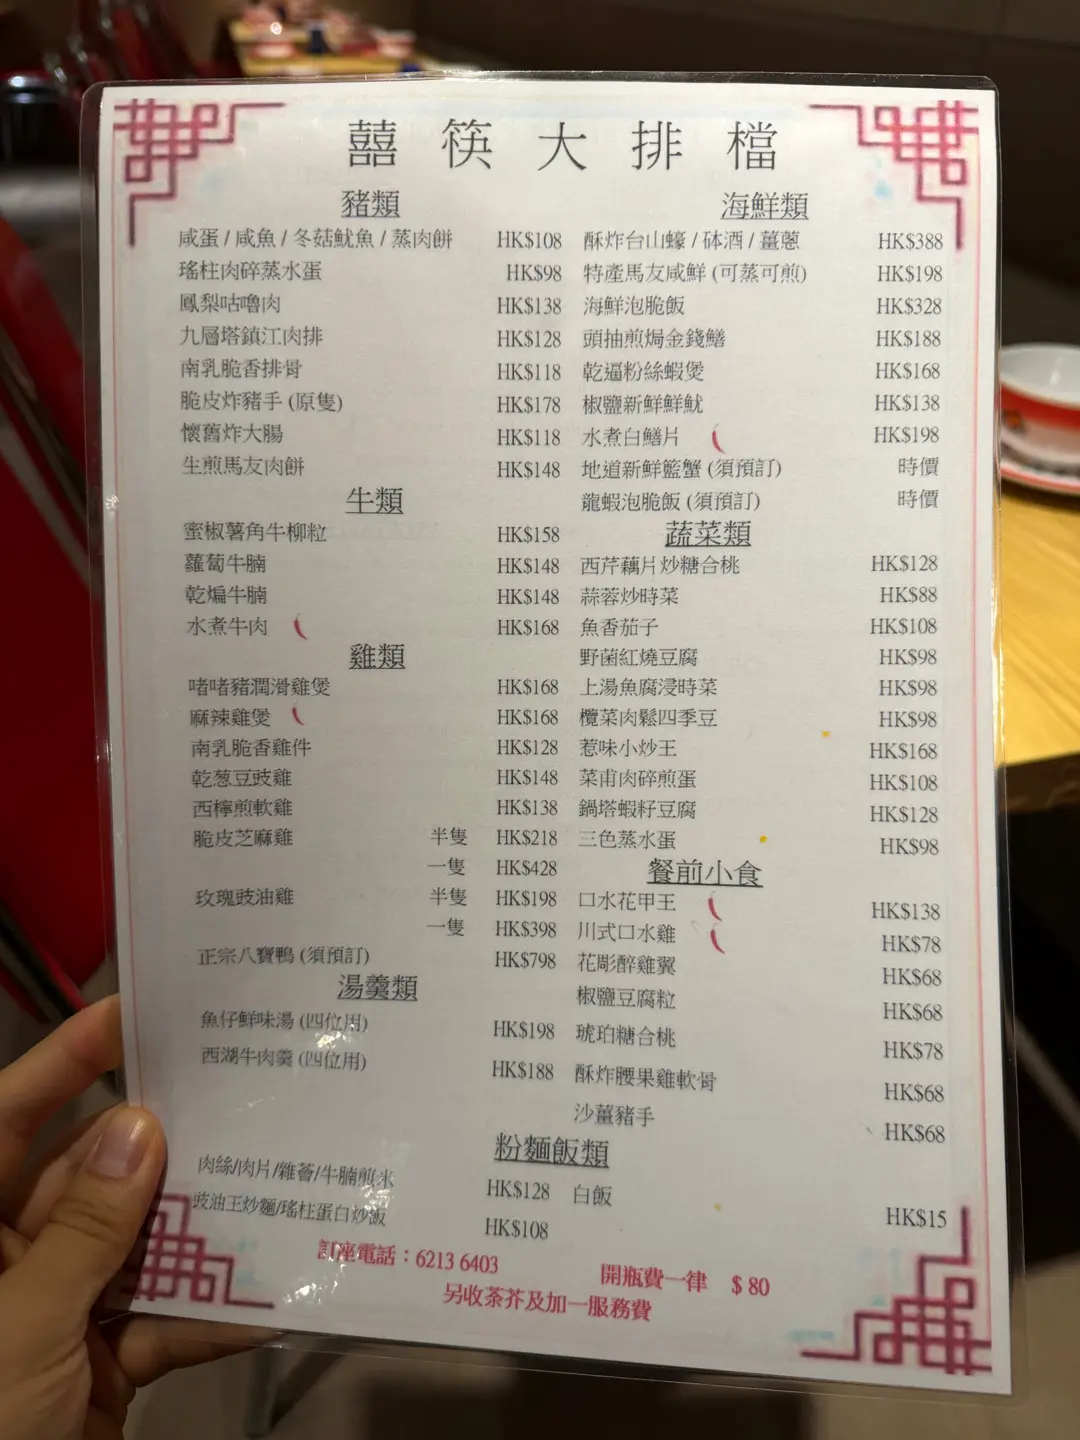 囍筷大排檔
豬類
咸蛋 / 咸魚 / 冬菇魷魚 / 蒸肉餅 HK$108
瑤柱肉碎蒸水蛋 HK$98
鳳梨咕嚕肉 HK$138
九層塔鎮江肉排 HK$128
南乳脆香排骨 HK$118
脆皮炸豬手 (原隻) HK$178
懷舊炸大腸 HK$118
生煎馬友肉餅 HK$148
牛類
蜜椒薯角牛柳粒 HK$158
蘿蔔牛腩 HK$148
乾煸牛腩 HK$148
水煮牛肉 HK$168
雞類
啫啫豬潤滑雞煲 HK$168
麻辣雞煲 HK$168
南乳脆香雞件 HK$128
乾葱豆豉雞 HK$148
西檸煎軟雞 HK$138
脆皮芝麻雞 半隻 HK$218
一隻 HK$428
玫瑰豉油雞 半隻 HK$198
一隻 HK$398
正宗八寶鴨 (須預訂) HK$798
湯羹類
魚仔鮮味湯 (四位用) HK$198
西湖牛肉羹 (四位用) HK$188
海鮮類
酥炸台山蠔 / 砵酒 / 薑蔥 HK$388
特產馬友咸鮮 (可蒸可煎) HK$198
海鮮泡脆飯 HK$328
頭抽煎焗金錢鱔 HK$188
乾逼粉絲蝦煲 HK$168
椒鹽新鮮鮮魷 HK$138
水煮白鱔片 HK$198
地道新鮮籃蟹 (須預訂) 時價
龍蝦泡脆飯 (須預訂) 時價
蔬菜類
西芹藕片炒糖合桃 HK$128
蒜蓉炒時菜 HK$88
魚香茄子 HK$108
野菌紅燒豆腐 HK$98
上湯魚腐浸時菜 HK$98
欖菜肉鬆四季豆 HK$98
惹味小炒王 HK$168
菜甫肉碎煎蛋 HK$108
鍋塔蝦籽豆腐 HK$128
三色蒸水蛋 HK$98
餐前小食
口水花甲王 HK$138
川式口水雞 HK$78
花彫醉雞翼 HK$68
椒鹽豆腐粒 HK$68
琥珀糖合桃 HK$78
酥炸腰果雞軟骨 HK$68
沙薑豬手 HK$68
粉麵飯類
肉絲/肉片/雜薈/牛腩煎米 HK$128
豉油王炒麵/瑤柱蛋白炒飯 HK$108
白飯 HK$15
訂座電話：6213 6403
開瓶費一律 $ 80
另收茶芥及加一服務費